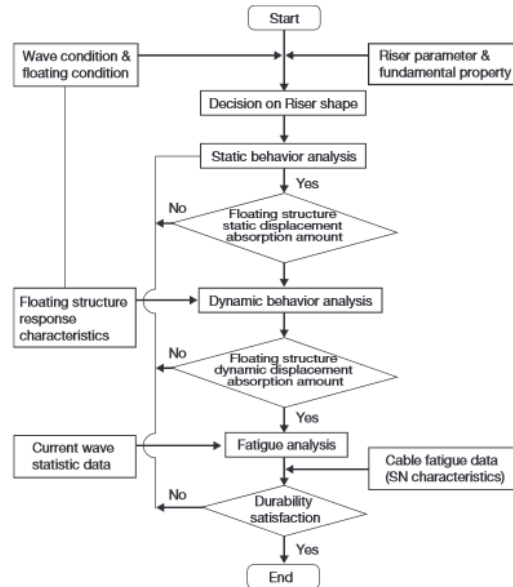 Start
Wave condition &
floating condition
Riser parameter &
fundamental property
Decision on Riser shape
Static behavior analysis
Yes
No
Floating structure
static displacement
absorption amount
Floating structure
response
characteristics
Dynamic behavior analysis
No
Floating structure
dynamic displacement
absorption amount
Yes
Current wave
statistic data
Fatigue analysis
Cable fatigue data
(SN characteristics)
No
Durability
satisfaction
Yes
End